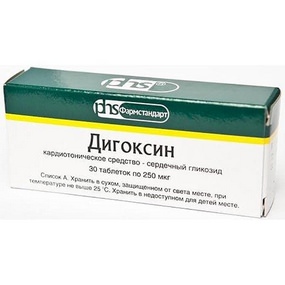 phs Фармстандарт
Дигоксин
кардиотоническое средство - сердечный гликозид
30 таблеток по 250 мкг
Список А. Хранить в сухом, защищенном от света месте, при
температуре не выше 25 °С. Хранить в недоступном для детей месте.